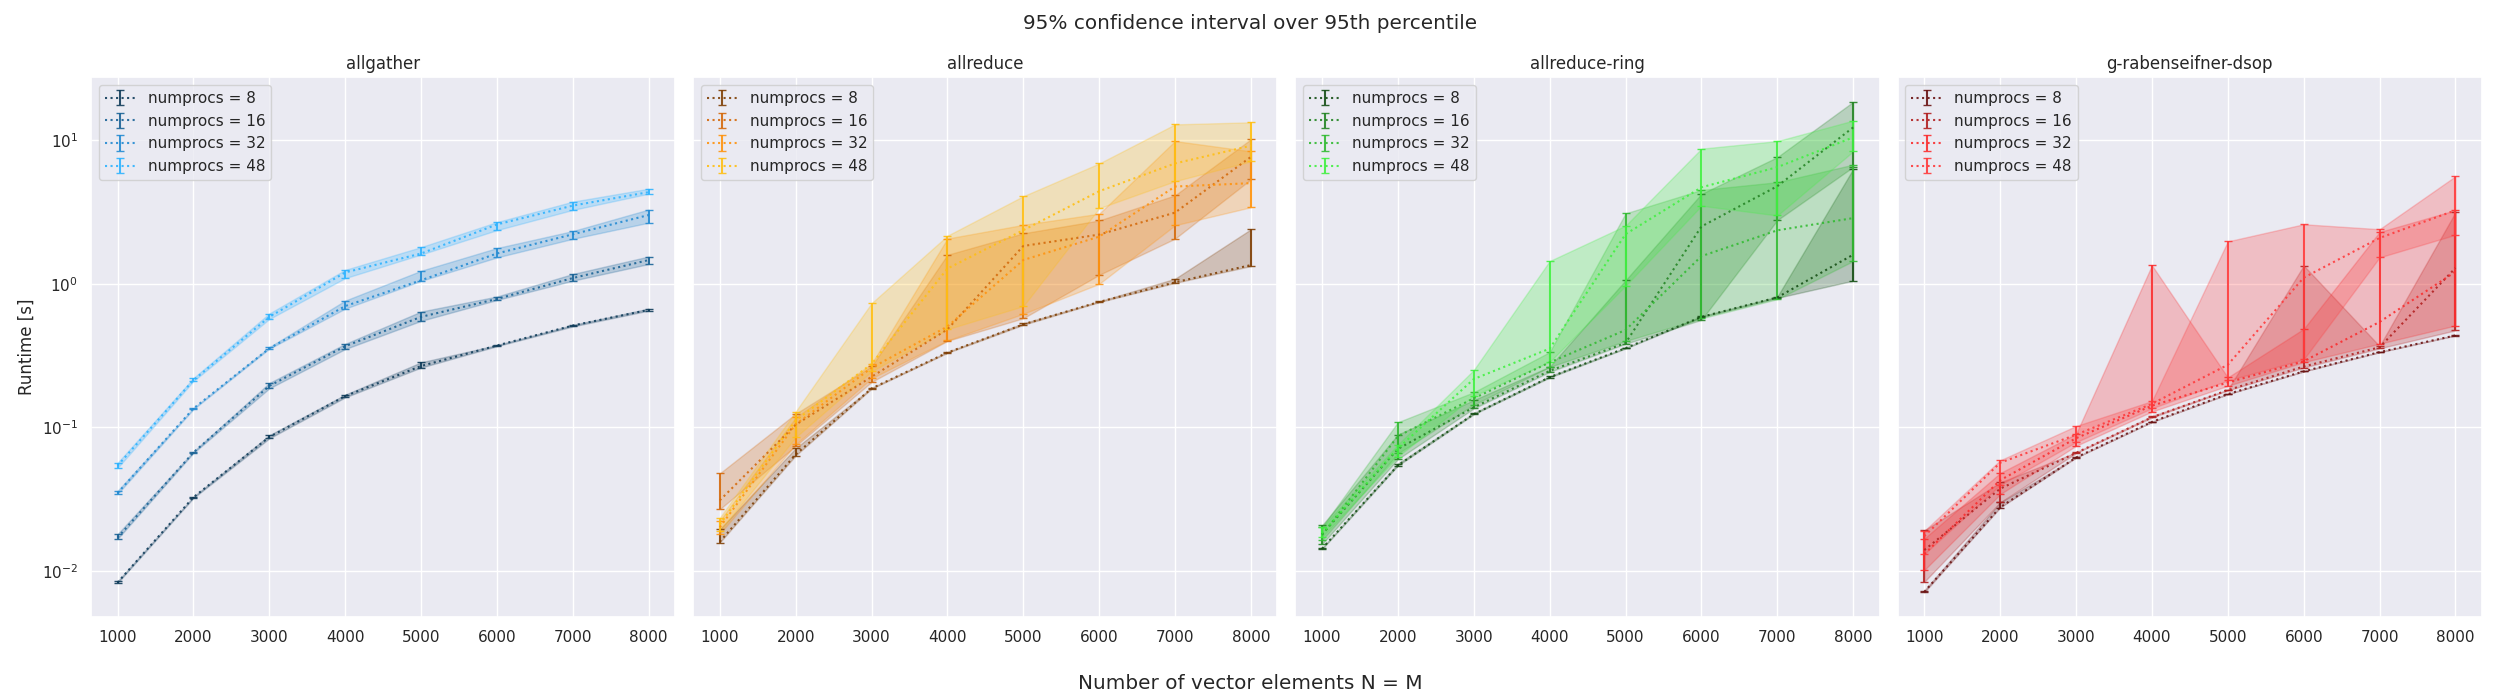 95% confidence interval over 95th percentile
allgather
numprocs = 8
numprocs = 16
numprocs = 32
numprocs = 48
allreduce
numprocs = 8
numprocs = 16
numprocs = 32
numprocs = 48
allreduce-ring
numprocs = 8
numprocs = 16
numprocs = 32
numprocs = 48
g-rabenseifner-dsop
numprocs = 8
numprocs = 16
numprocs = 32
numprocs = 48
Runtime [s]
10¹
10⁰
10⁻¹
10⁻²
1000 2000 3000 4000 5000 6000 7000 8000
1000 2000 3000 4000 5000 6000 7000 8000
1000 2000 3000 4000 5000 6000 7000 8000
1000 2000 3000 4000 5000 6000 7000 8000
Number of vector elements N = M